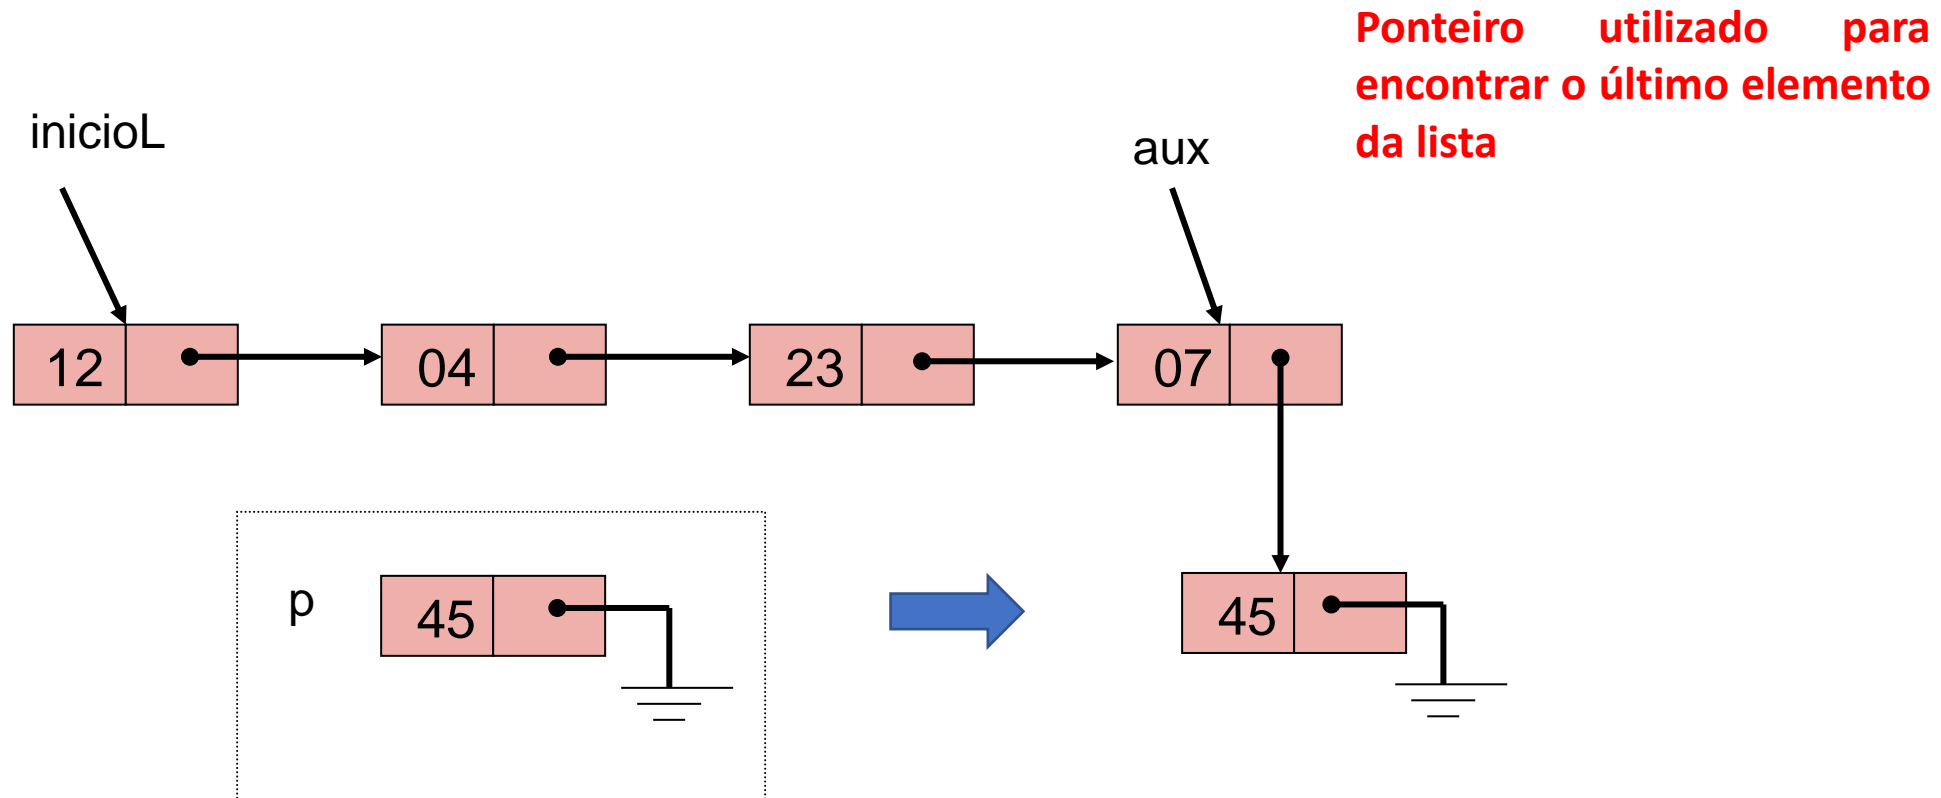 Ponteiro utilizado para
encontrar o último elemento
da lista
inicioL
aux
12
04
23
07
p
45
45